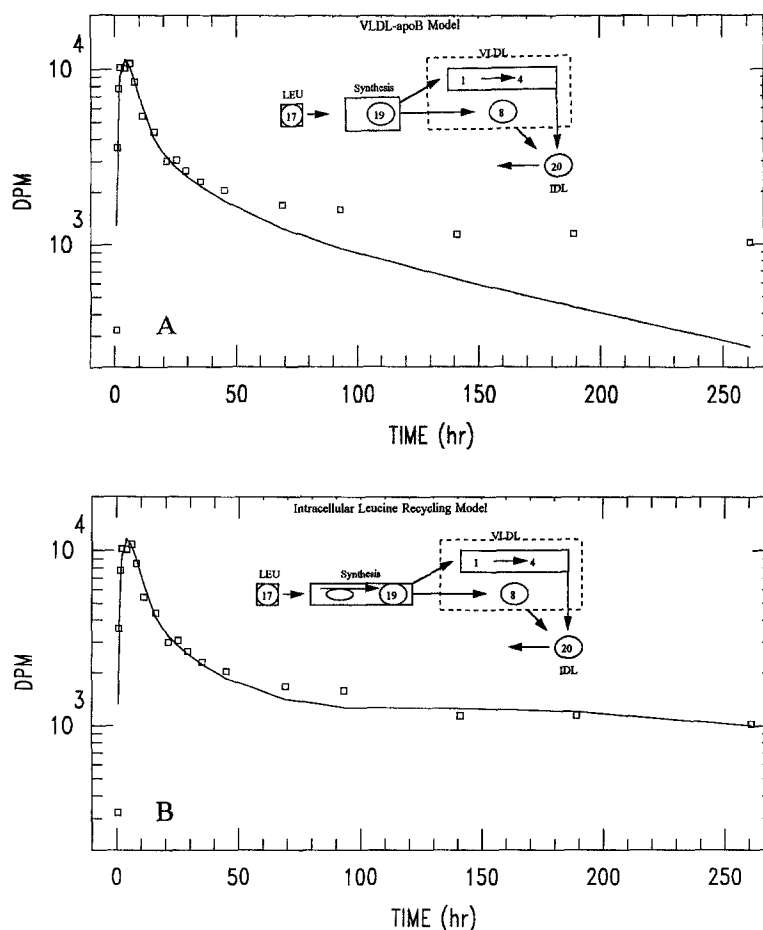 VLDL-apoB Model
10^4
10^3
DPM
VLDL
LEU
Synthesis
17
19
1
4
8
20
IDL
A
0
50
100
150
200
250
TIME (hr)
Intracellular Leucine Recycling Model
10^4
10^3
DPM
VLDL
LEU
Synthesis
17
19
1
4
8
20
IDL
B
0
50
100
150
200
250
TIME (hr)